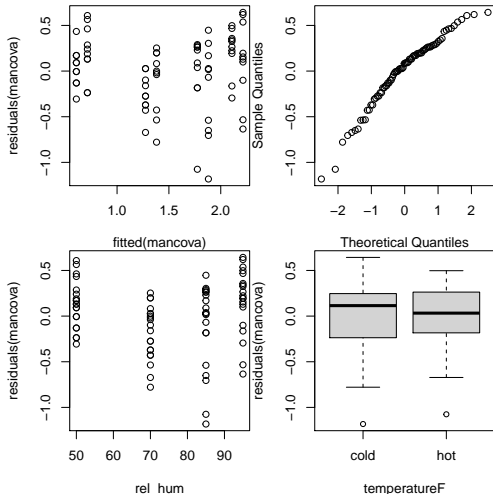 residuals(mancova)
0.5
0.0
-0.5
-1.0
1.0
1.5
2.0
fitted(mancova)
Sample Quantiles
0.5
0.0
-0.5
-1.0
-2
-1
0
1
2
Theoretical Quantiles
residuals(mancova)
0.5
0.0
-0.5
-1.0
50
60
70
80
90
rel_hum
residuals(mancova)
0.5
0.0
-0.5
-1.0
cold
hot
temperatureF